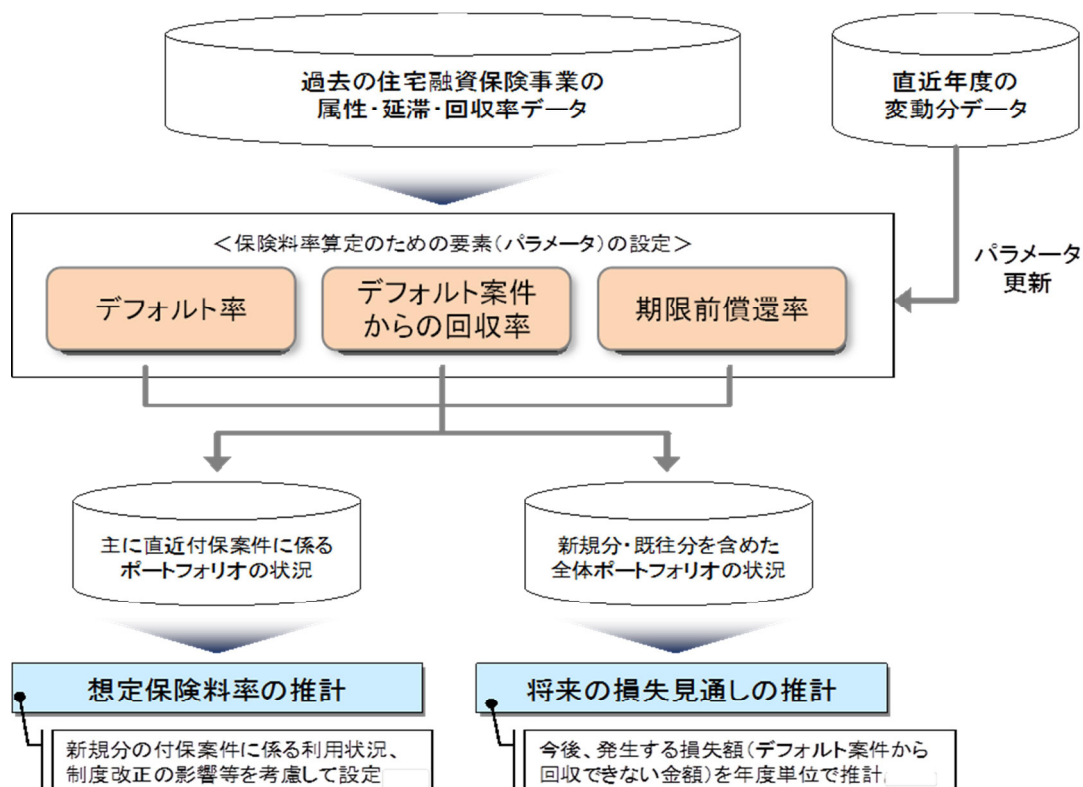 過去の住宅融資保険事業の
属性・延滞・回収率データ
直近年度の
変動分データ
＜保険料率算定のための要素(パラメータ)の設定＞
パラメータ
更新
デフォルト率
デフォルト案件
からの回収率
期限前償還率
主に直近付保案件に係る
ポートフォリオの状況
新規分・既往分を含めた
全体ポートフォリオの状況
想定保険料率の推計
将来の損失見通しの推計
新規分の付保案件に係る利用状況、
制度改正の影響等を考慮して設定
今後、発生する損失額(デフォルト案件から
回収できない金額)を年度単位で推計